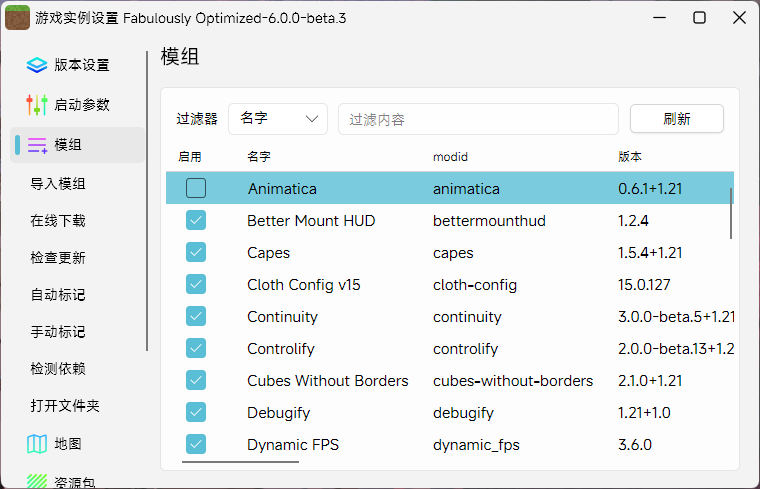 游戏实例设置 Fabulously Optimized-6.0.0-beta.3
版本设置
启动参数
模组
导入模组
在线下载
检查更新
自动标记
手动标记
检测依赖
打开文件夹
地图
资源包
模组
过滤器 名字 过滤内容 刷新
启用 名字 modid 版本
Animatica animatica 0.6.1+1.21
Better Mount HUD bettermounthud 1.2.4
Capes capes 1.5.4+1.21
Cloth Config v15 cloth-config 15.0.127
Continuity continuity 3.0.0-beta.5+1.21
Controlify controlify 2.0.0-beta.13+1.2
Cubes Without Borders cubes-without-borders 2.1.0+1.21
Debugify debugify 1.21+1.0
Dynamic FPS dynamic_fps 3.6.0